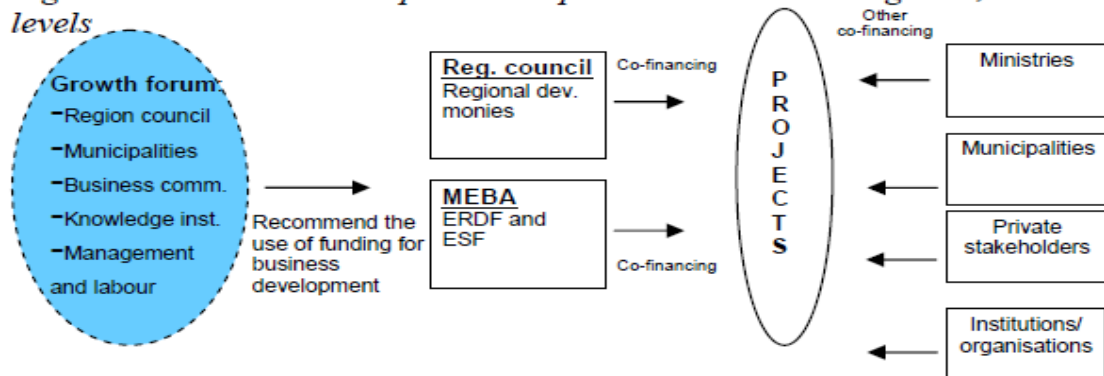 levels
Growth forum:
-Region council
-Municipalities
-Business comm.
-Knowledge inst.
-Management
and labour
Recommend the
use of funding for
business
development
Reg. council
Regional dev.
monies
MEBA
ERDF and
ESF
Co-financing
Co-financing
PROJECTS
Other
co-financing
Ministries
Municipalities
Private
stakeholders
Institutions/
organisations